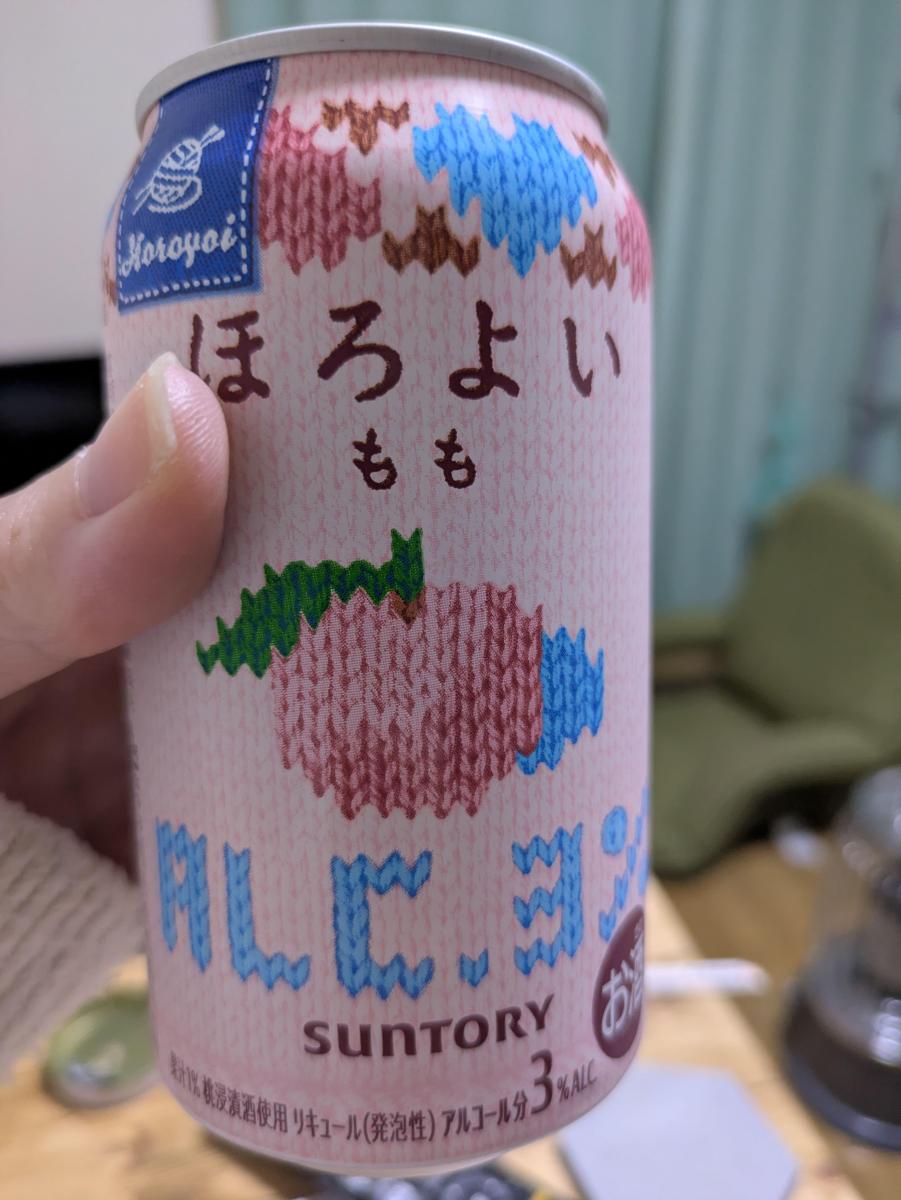 Horoyoi
ほろよい
もも
ALC.3%
お酒
SUNTORY
果汁1% 桃浸漬酒使用 リキュール(発泡性) アルコール分3%ALC